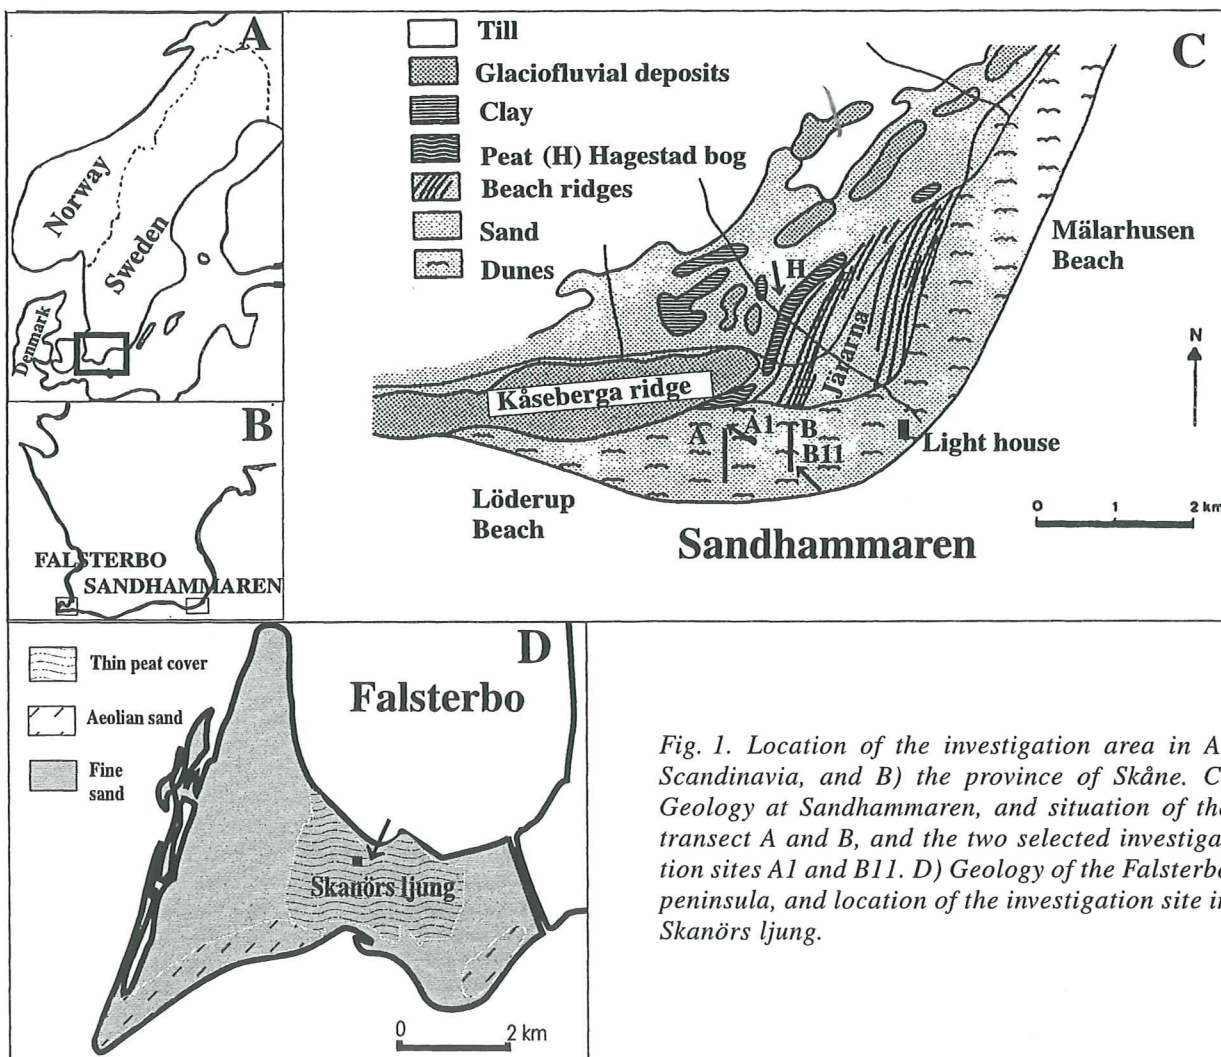 A
Norway
Sweden
Denmark
B
FALSTERBO
SANDHAMMAREN
C
Till
Glaciofluvial deposits
Clay
Peat (H) Hagestad bog
Beach ridges
Sand
Dunes
H
Mälarhusen
Beach
N
Järarna
Kåseberga ridge
A
A1
B
B11
Light house
Löderup
Beach
0 1 2 km
Sandhammaren
D
Thin peat cover
Aeolian sand
Fine
sand
Falsterbo
Skanörs ljung
0 2 km
Fig. 1. Location of the investigation area in A
Scandinavia, and B) the province of Skåne. C
Geology at Sandhammaren, and situation of the
transect A and B, and the two selected investiga-
tion sites A1 and B11. D) Geology of the Falsterbo
peninsula, and location of the investigation site in
Skanörs ljung.